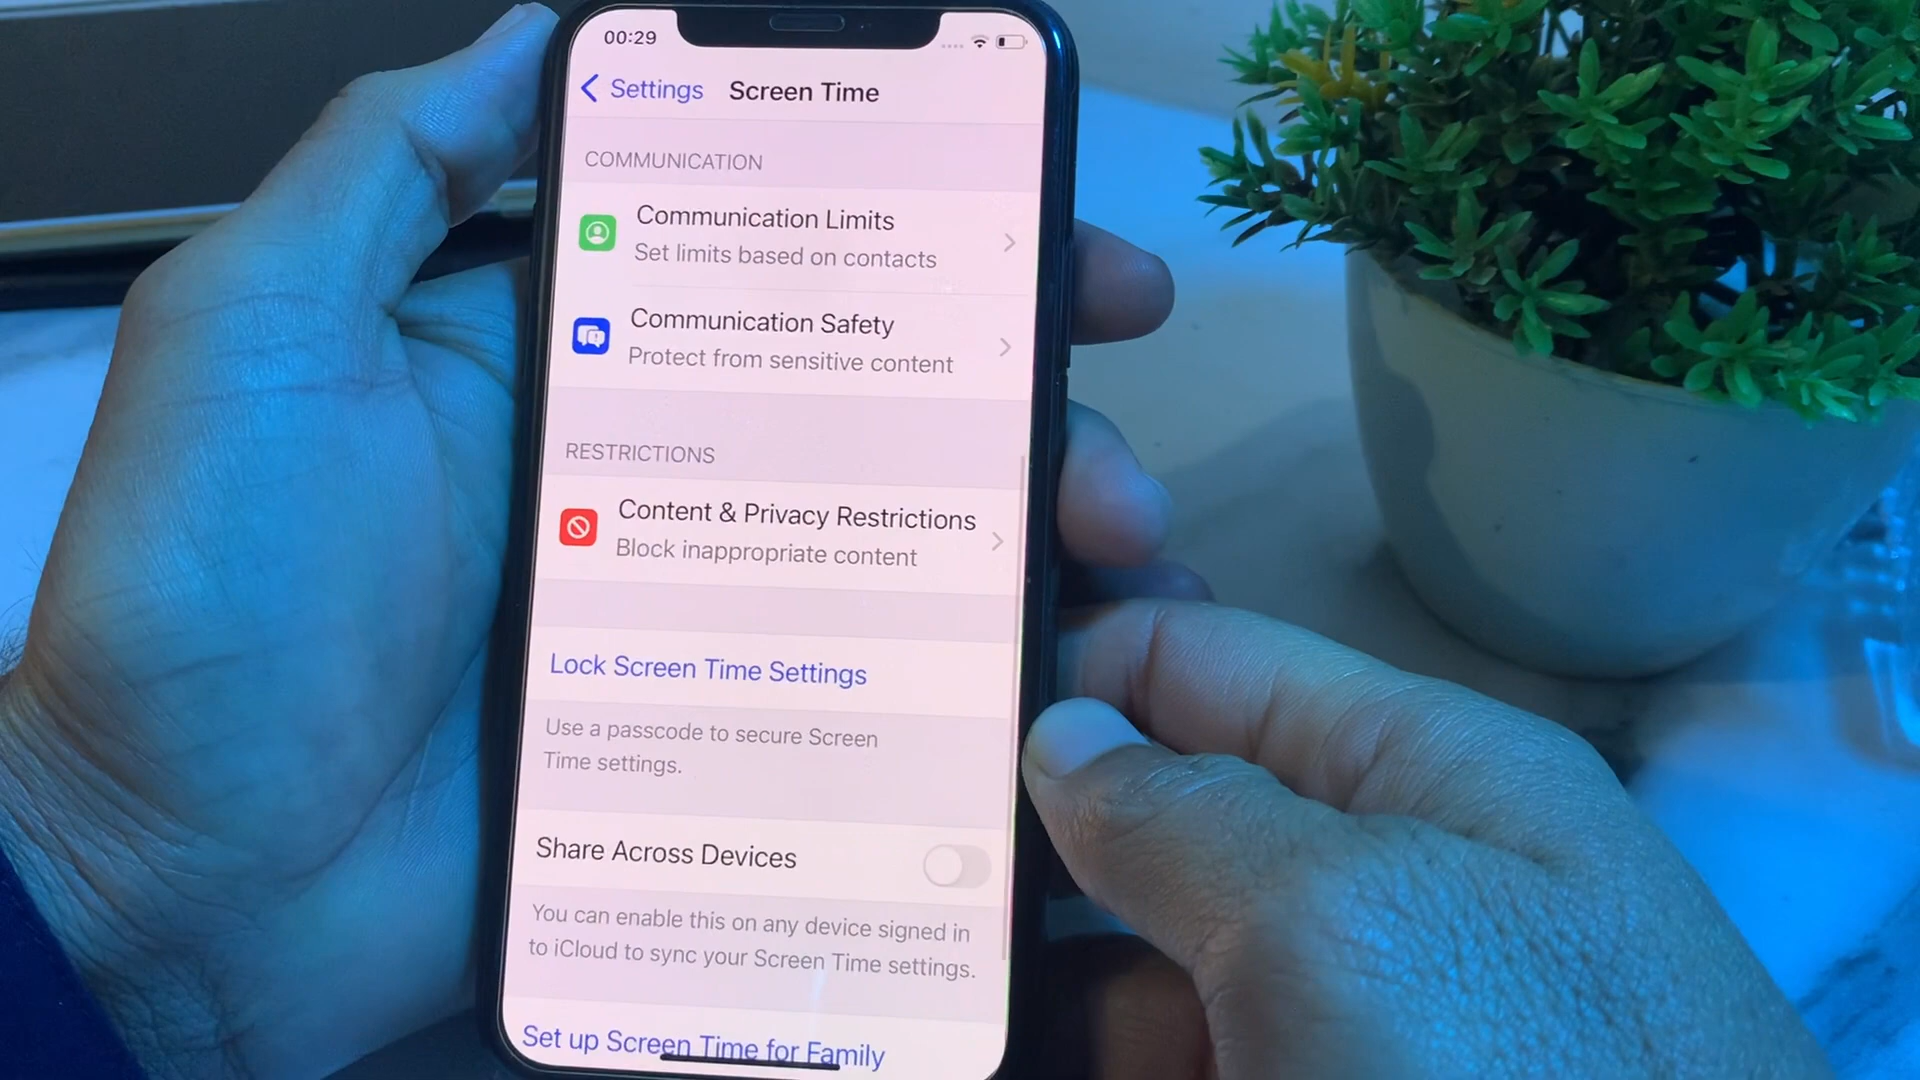 00:29
Settings Screen Time
COMMUNICATION
Communication Limits
Set limits based on contacts
Communication Safety
Protect from sensitive content
RESTRICTIONS
Content & Privacy Restrictions
Block inappropriate content
Lock Screen Time Settings
Use a passcode to secure Screen
Time settings.
Share Across Devices
You can enable this on any device signed in
to iCloud to sync your Screen Time settings.
Set up Screen Time for Family